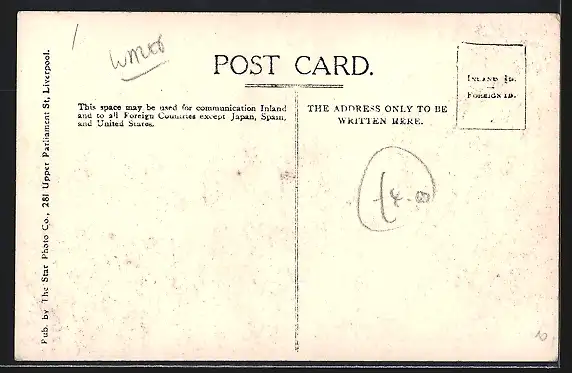 POST CARD.
INLAND ½D.
FOREIGN 1D.
This space may be used for communication Inland
and to all Foreign Countries except Japan, Spain,
and United States.
THE ADDRESS ONLY TO BE
WRITTEN HERE.
Pub. by The Star Photo Co., 281 Upper Parliament St, Liverpool.